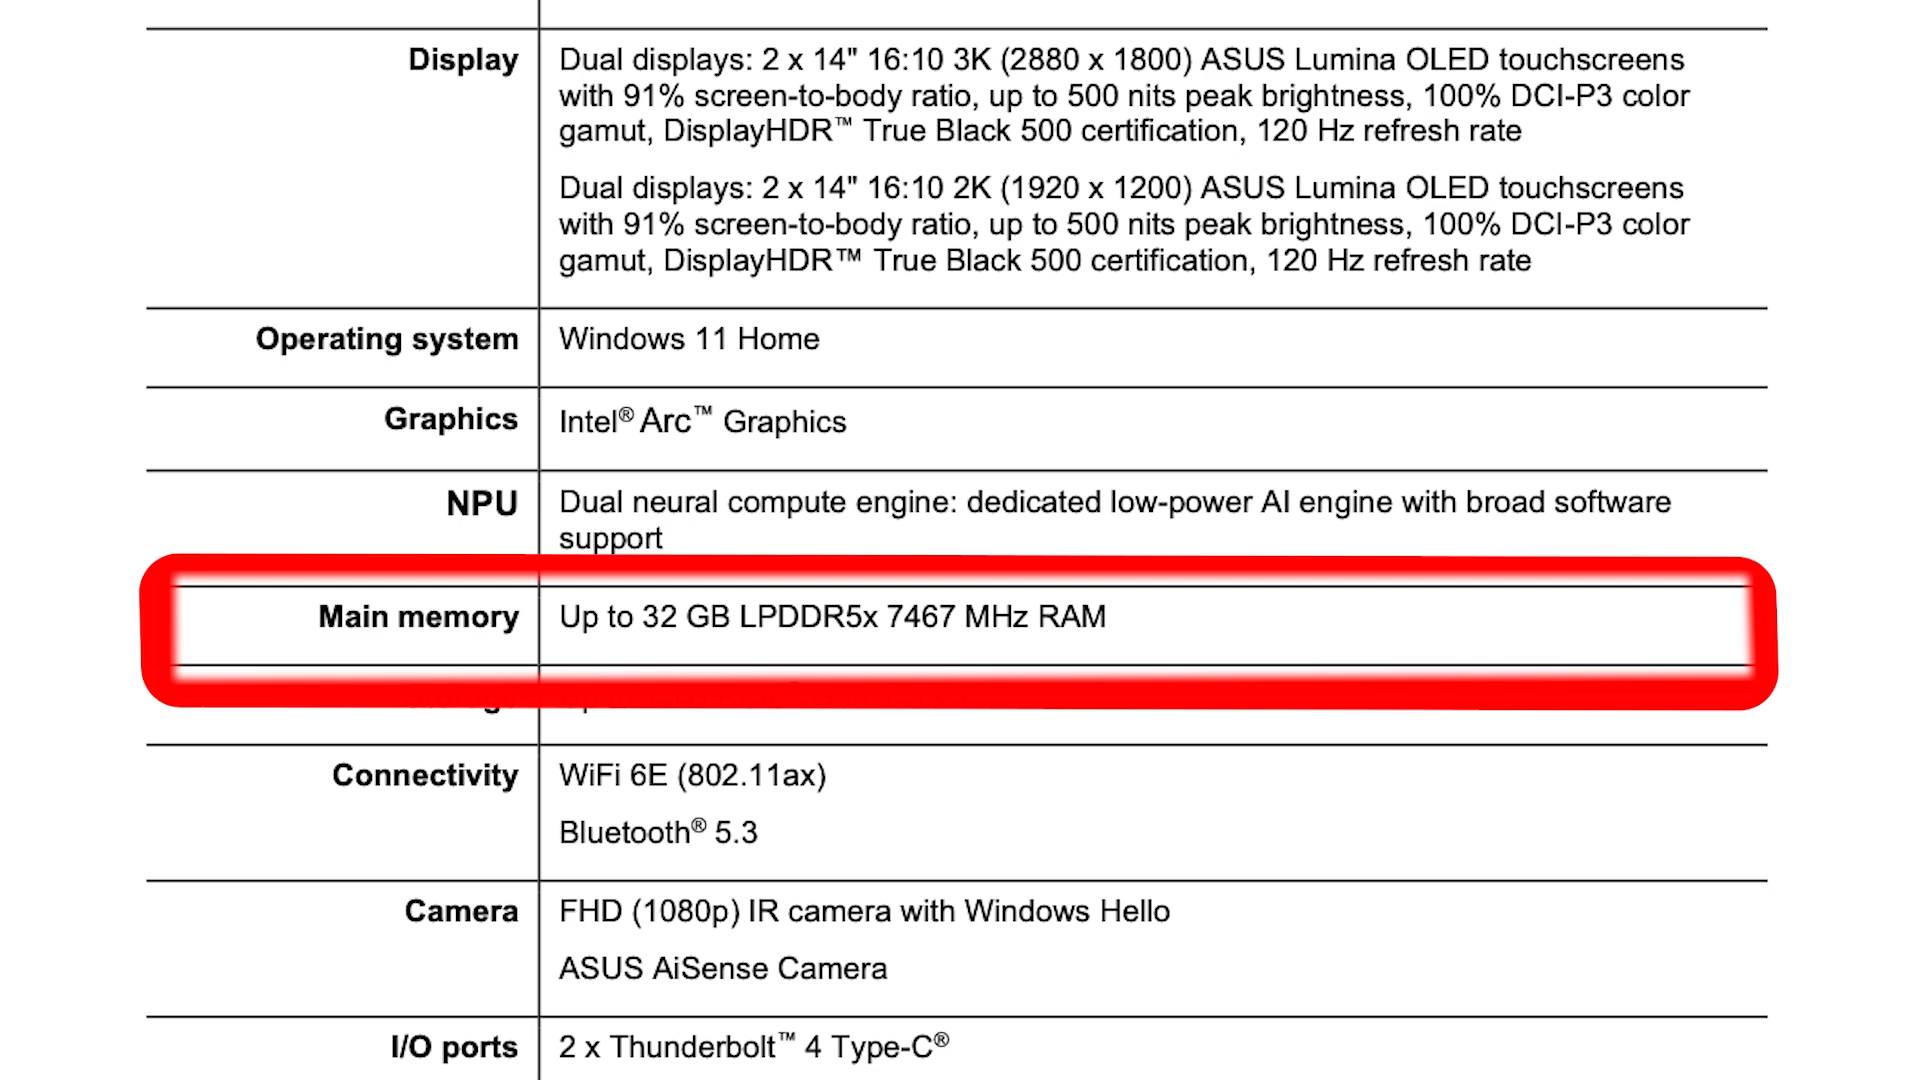 Display
Dual displays: 2 x 14" 16:10 3K (2880 x 1800) ASUS Lumina OLED touchscreens
with 91% screen-to-body ratio, up to 500 nits peak brightness, 100% DCI-P3 color
gamut, DisplayHDR™ True Black 500 certification, 120 Hz refresh rate
Dual displays: 2 x 14" 16:10 2K (1920 x 1200) ASUS Lumina OLED touchscreens
with 91% screen-to-body ratio, up to 500 nits peak brightness, 100% DCI-P3 color
gamut, DisplayHDR™ True Black 500 certification, 120 Hz refresh rate
Operating system
Windows 11 Home
Graphics
Intel® Arc™ Graphics
NPU
Dual neural compute engine: dedicated low-power AI engine with broad software
support
Main memory
Up to 32 GB LPDDR5x 7467 MHz RAM
Connectivity
WiFi 6E (802.11ax)
Bluetooth® 5.3
Camera
FHD (1080p) IR camera with Windows Hello
ASUS AiSense Camera
I/O ports
2 x Thunderbolt™ 4 Type-C®